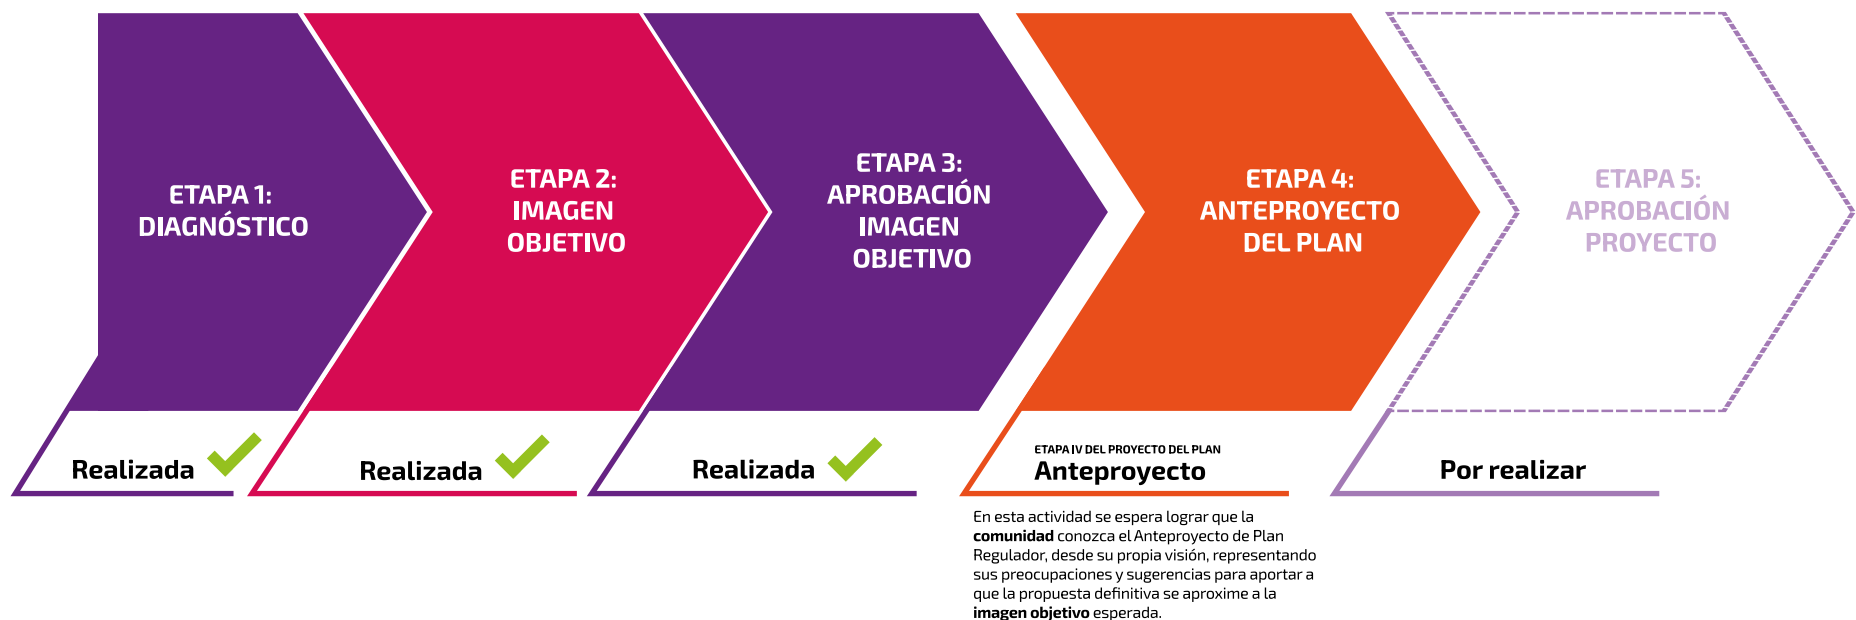 ETAPA 1:
DIAGNÓSTICO
Realizada
ETAPA 2:
IMAGEN
OBJETIVO
Realizada
ETAPA 3:
APROBACIÓN
IMAGEN
OBJETIVO
Realizada
ETAPA 4:
ANTEPROYECTO
DEL PLAN
ETAPA IV DEL PROYECTO DEL PLAN
Anteproyecto
En esta actividad se espera lograr que la
comunidad conozca el Anteproyecto de Plan
Regulador, desde su propia visión, representando
sus preocupaciones y sugerencias para aportar a
que la propuesta definitiva se aproxime a la
imagen objetivo esperada.
ETAPA 5:
APROBACIÓN
PROYECTO
Por realizar